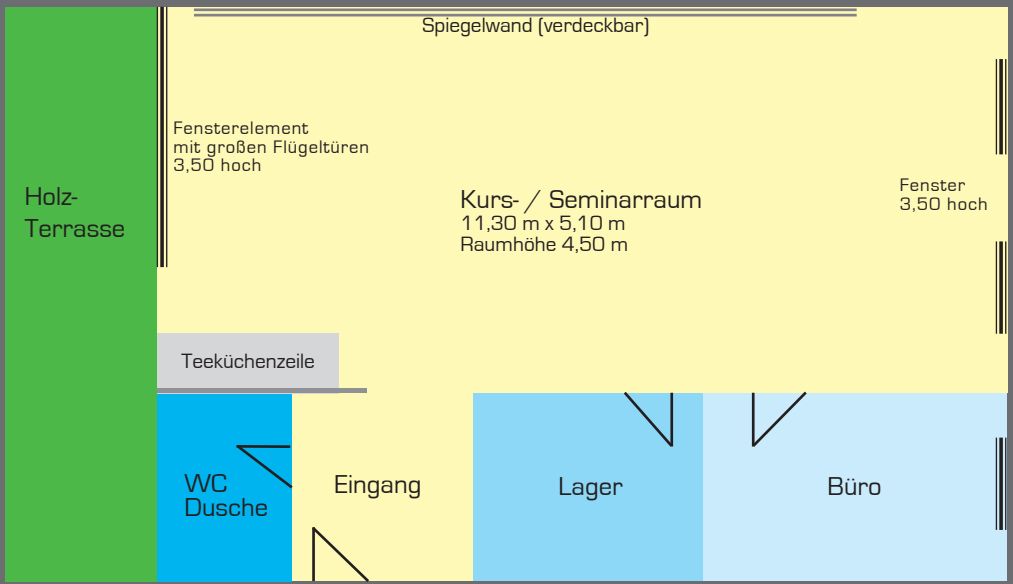 Spiegelwand (verdeckbar)
Fensterelement
mit großen Flügeltüren
3,50 hoch
Holz-
Terrasse
Kurs- / Seminarraum
11,30 m x 5,10 m
Raumhöhe 4,50 m
Fenster
3,50 hoch
Teeküchenzeile
WC
Dusche
Eingang
Lager
Büro